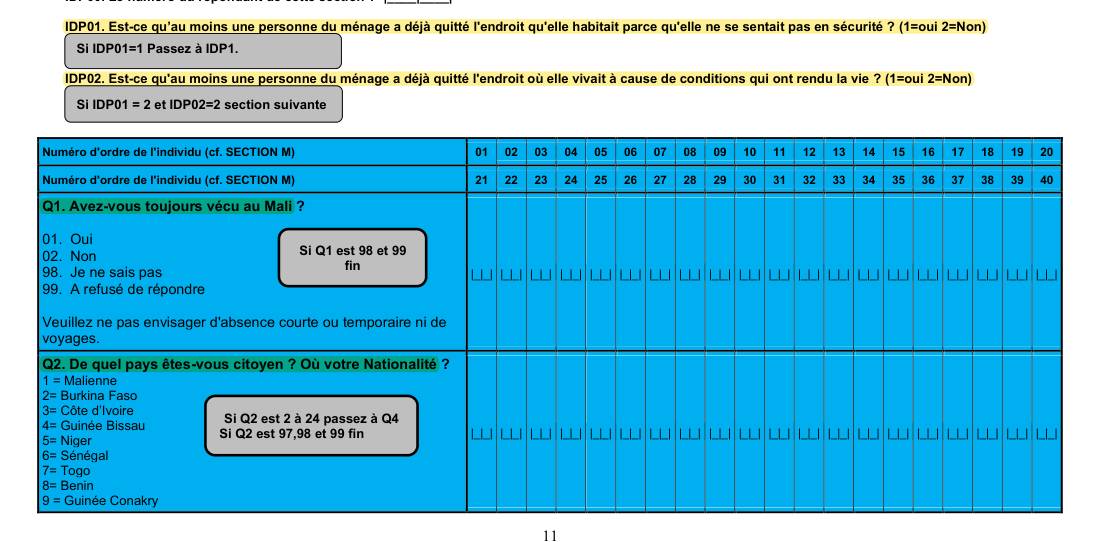 IDP01. Est-ce qu'au moins une personne du ménage a déjà quitté l'endroit qu'elle habitait parce qu'elle ne se sentait pas en sécurité ? (1=oui 2=Non)
Si IDP01=1 Passez à IDP1.
IDP02. Est-ce qu'au moins une personne du ménage a déjà quitté l'endroit où elle vivait à cause de conditions qui ont rendu la vie ? (1=oui 2=Non)
Si IDP01 = 2 et IDP02=2 section suivante
Numéro d'ordre de l'individu (cf. SECTION M) 01 02 03 04 05 06 07 08 09 10 11 12 13 14 15 16 17 18 19 20
Numéro d'ordre de l'individu (cf. SECTION M) 21 22 23 24 25 26 27 28 29 30 31 32 33 34 35 36 37 38 39 40
Q1. Avez-vous toujours vécu au Mali ?
01. Oui
02. Non
98. Je ne sais pas
99. A refusé de répondre
Si Q1 est 98 et 99
fin
Veuillez ne pas envisager d'absence courte ou temporaire ni de
voyages.
Q2. De quel pays êtes-vous citoyen ? Où votre Nationalité ?
1 = Malienne
2= Burkina Faso
3= Côte d'Ivoire
4= Guinée Bissau
5= Niger
6= Sénégal
7= Togo
8= Benin
9 = Guinée Conakry
Si Q2 est 2 à 24 passez à Q4
Si Q2 est 97,98 et 99 fin
11